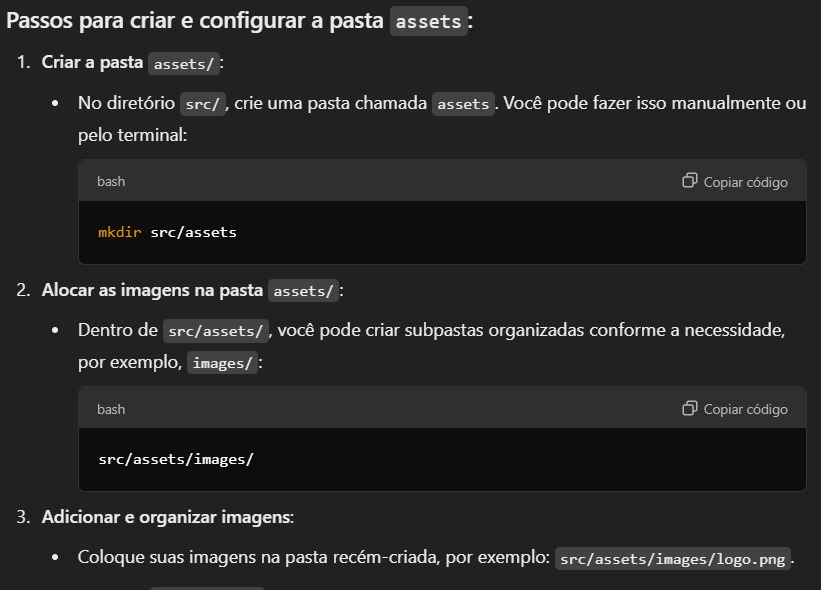 Passos para criar e configurar a pasta assets:
1. Criar a pasta assets/:
• No diretório src/, crie uma pasta chamada assets. Você pode fazer isso manualmente ou
pelo terminal:
bash Copiar código
mkdir src/assets
2. Alocar as imagens na pasta assets/:
• Dentro de src/assets/, você pode criar subpastas organizadas conforme a necessidade,
por exemplo, images/:
bash Copiar código
src/assets/images/
3. Adicionar e organizar imagens:
• Coloque suas imagens na pasta recém-criada, por exemplo: src/assets/images/logo.png.